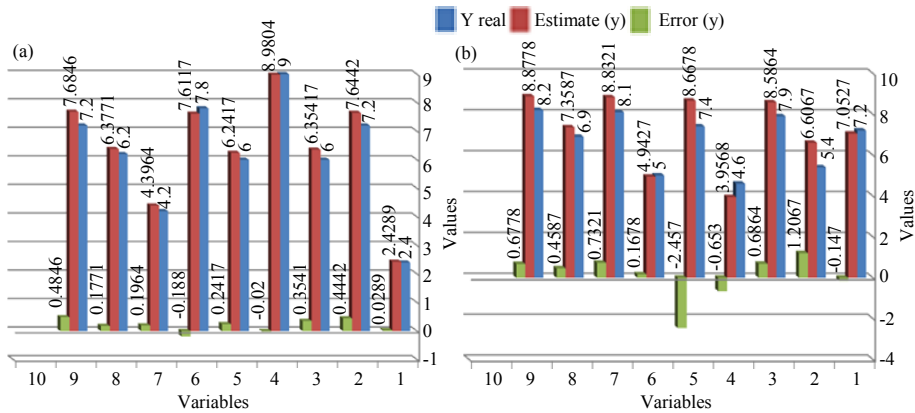 Y real Estimate (y) Error (y)
(a)
0.4846 7.6846 7.2
0.1771 6.3771 6.2
0.1964 4.3964 4.2
-0.188 7.6117 7.8
0.2417 6.2417 6
-0.02 8.9804 9
0.3541 6.35417 6
0.4442 7.6442 7.2
0.0289 2.4289 2.4
9
8
7
6
5
4
3
2
1
0
-1
Values
10 9 8 7 6 5 4 3 2 1
Variables
(b)
0.6778 8.8778 8.2
0.4587 7.3587 6.9
0.7321 8.8321 8.1
0.1678 4.9427 5
-2.457 8.6678 7.4
-0.653 3.9568 4.6
0.6864 8.5864 7.9
1.2067 6.6067 5.4
-0.147 7.0527 7.2
10
8
6
4
2
0
-2
-4
Values
10 9 8 7 6 5 4 3 2 1
Variables